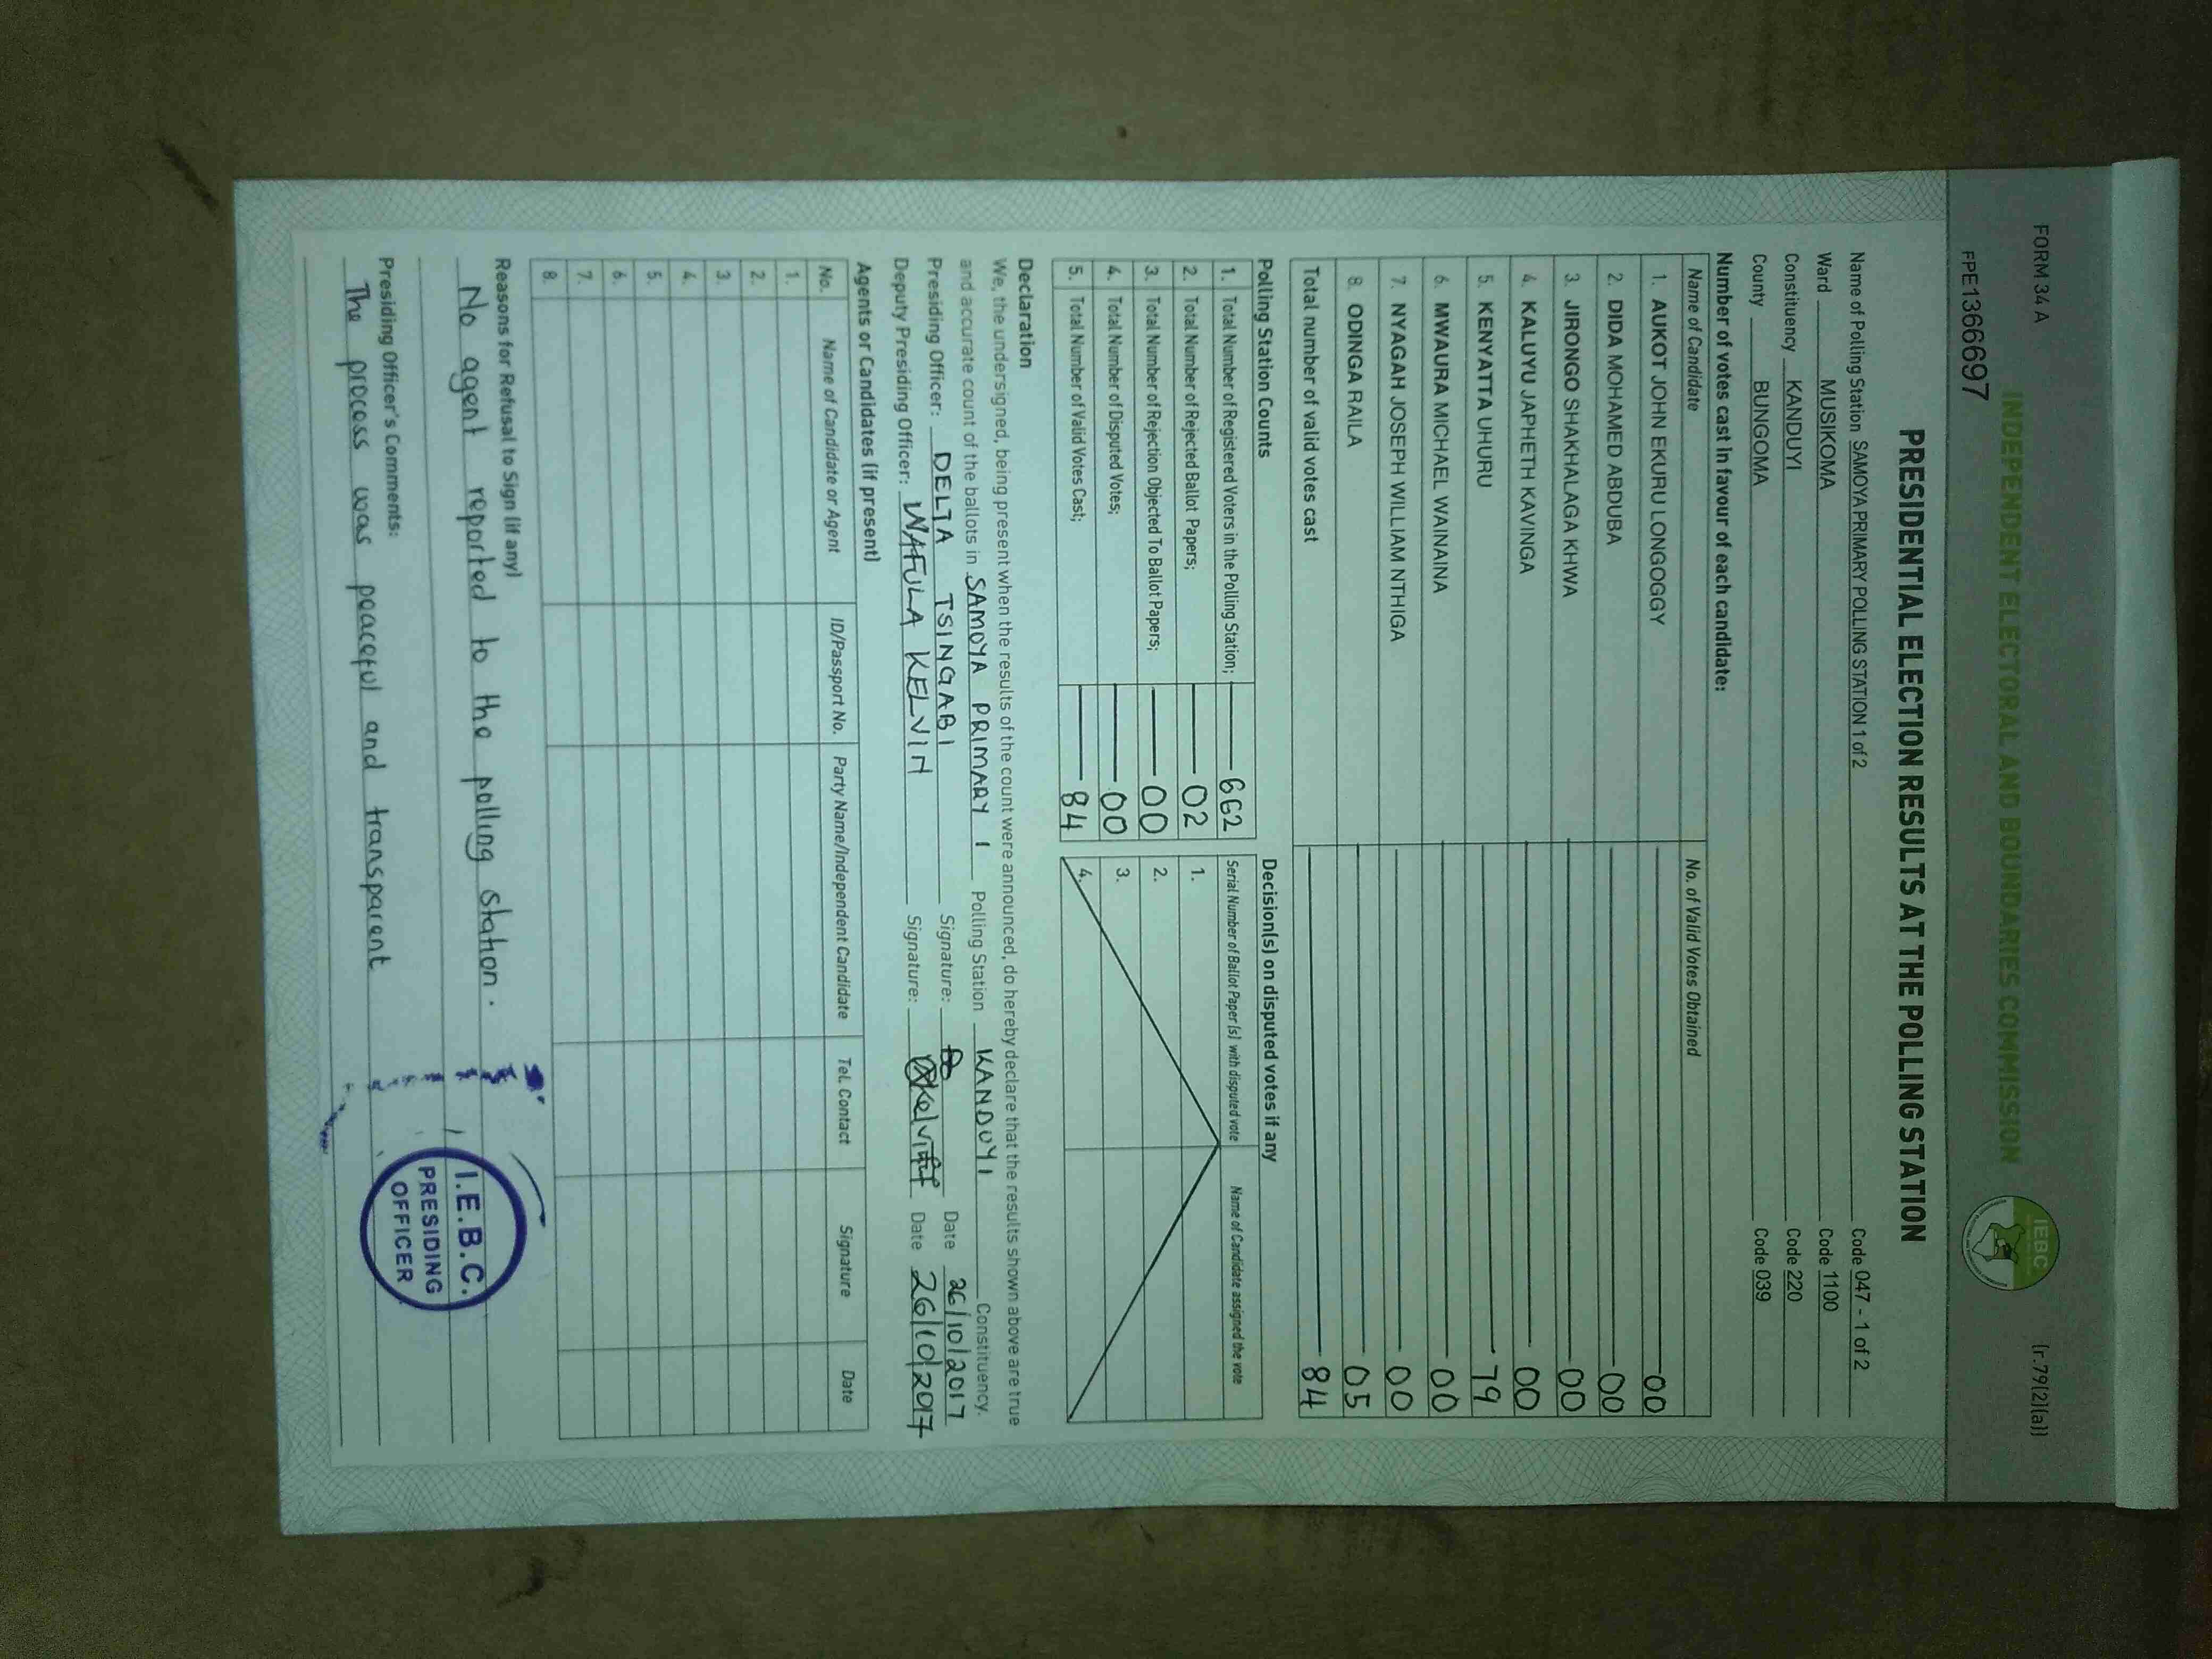 FORM 34 A
(r.79(2)(a))
INDEPENDENT ELECTORAL AND BOUNDARIES COMMISSION
IEBC
FPE1366697
PRESIDENTIAL ELECTION RESULTS AT THE POLLING STATION
Name of Polling Station SAMOYA PRIMARY POLLING STATION 1 of 2 Code 047 - 1 of 2
Ward MUSIKOMA Code 1100
Constituency KANDUYI Code 220
County BUNGOMA Code 039
Number of votes cast in favour of each candidate:
Name of Candidate No. of Valid Votes Obtained
1. AUKOT JOHN EKURU LONGOGGY 00
2. DIDA MOHAMED ABDUBA 00
3. JIRONGO SHAKHALAGA KHWA 00
4. KALUYU JAPHETH KAVINGA 00
5. KENYATTA UHURU 79
6. MWAURA MICHAEL WAINAINA 00
7. NYAGAH JOSEPH WILLIAM NTHIGA 00
8. ODINGA RAILA 05
Total number of valid votes cast 84
Polling Station Counts
1. Total Number of Registered Voters in the Polling Station; 662
2. Total Number of Rejected Ballot Papers; 02
3. Total Number of Rejection Objected To Ballot Papers; 00
4. Total Number of Disputed Votes; 00
5. Total Number of Valid Votes Cast; 84
Decision(s) on disputed votes if any
Serial Number of Ballot Paper (s) with disputed vote Name of Candidate assigned the vote
1.
2.
3.
4.
Declaration
We, the undersigned, being present when the results of the count were announced, do hereby declare that the results shown above are true
and accurate count of the ballots in SAMOYA PRIMARY 1 Polling Station KANDUYI Constituency.
Presiding Officer: DELTA TSINGABI Signature: Date 26/10/2017
Deputy Presiding Officer: WAFULA KELVIN Signature: Date 26/10/2017
Agents or Candidates (if present)
No. Name of Candidate or Agent ID/Passport No. Party Name/Independent Candidate Tel. Contact Signature Date
1.
2.
3.
4.
5.
6.
7.
8.
Reasons for Refusal to Sign (if any)
No agent reported to the polling station.
Presiding Officer's Comments:
The process was peaceful and transparent
I.E.B.C.
PRESIDING
OFFICER